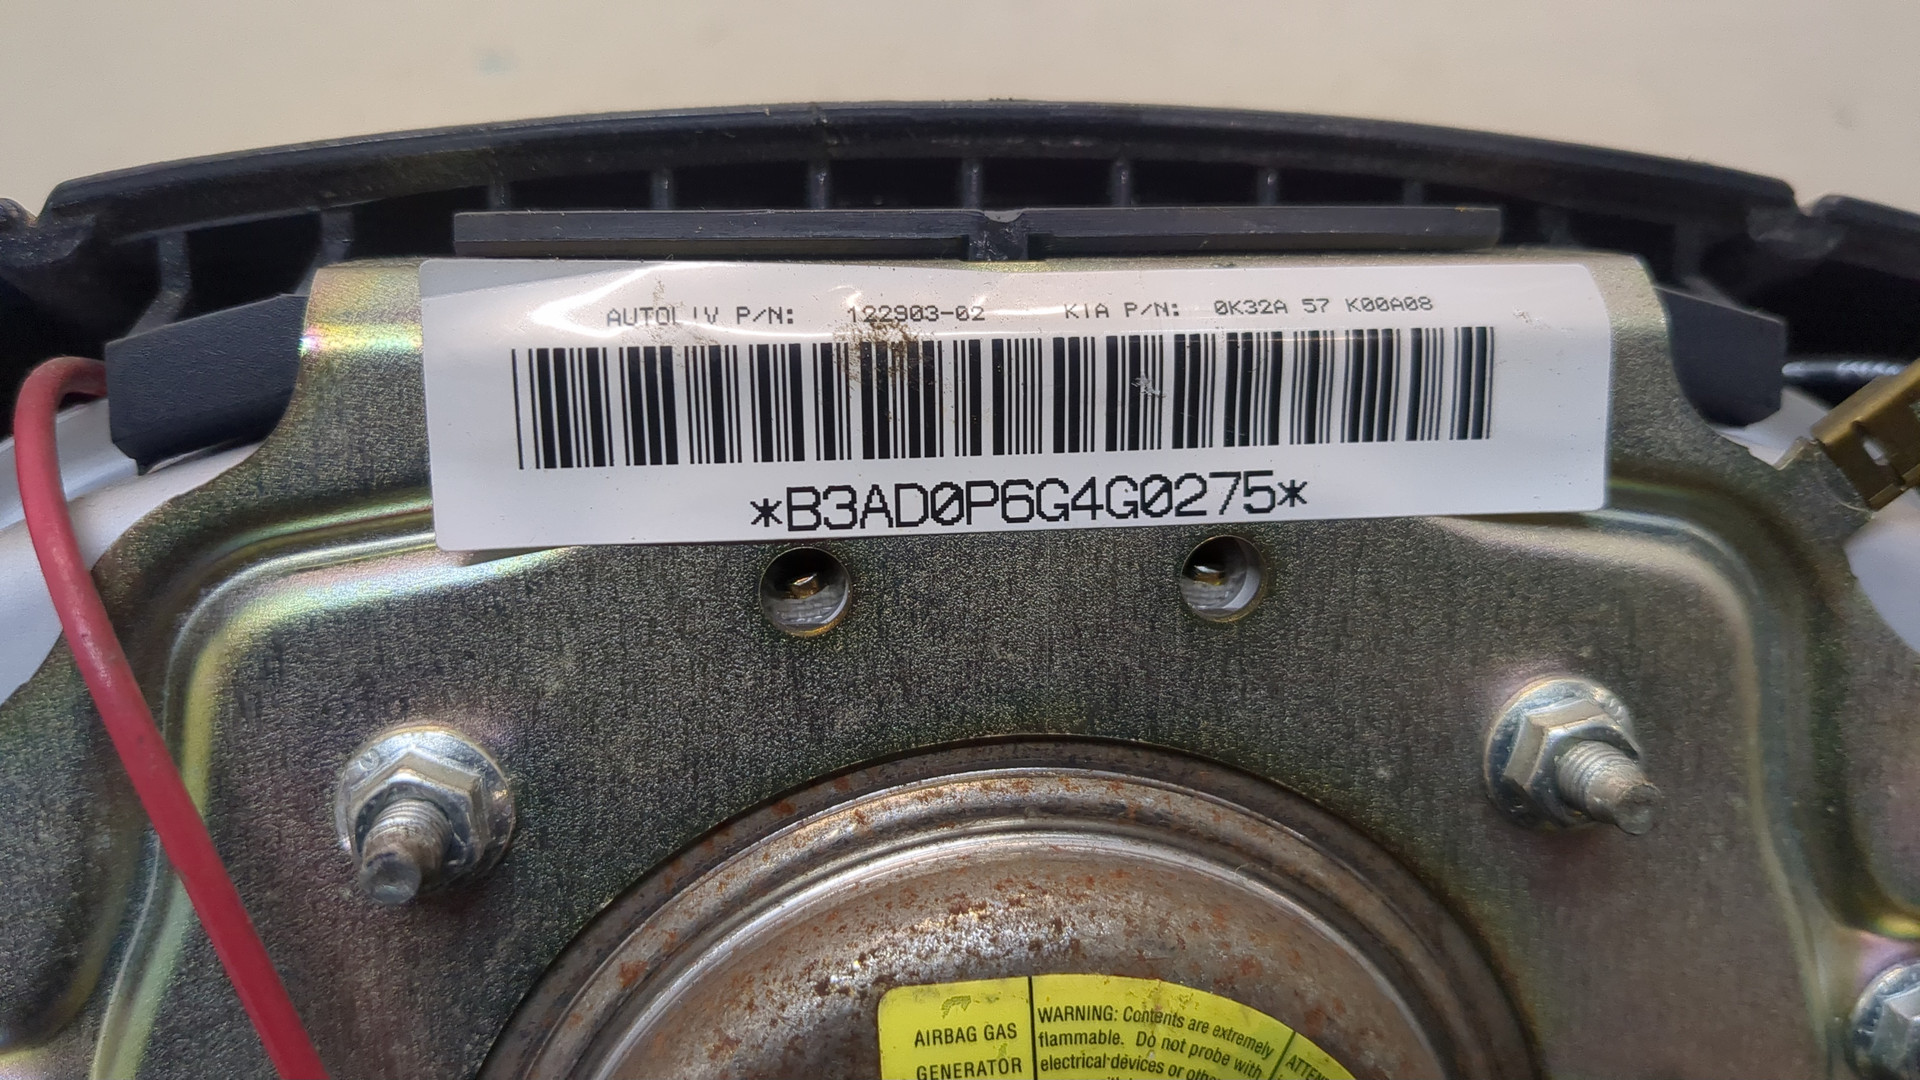 AUTOLIV P/N: 122903-02 KIA P/N: 0K32A 57 K00A08
*B3AD0P6G4G0275*
AIRBAG GAS
GENERATOR
WARNING: Contents are extremely
flammable. Do not probe with
electrical devices or other